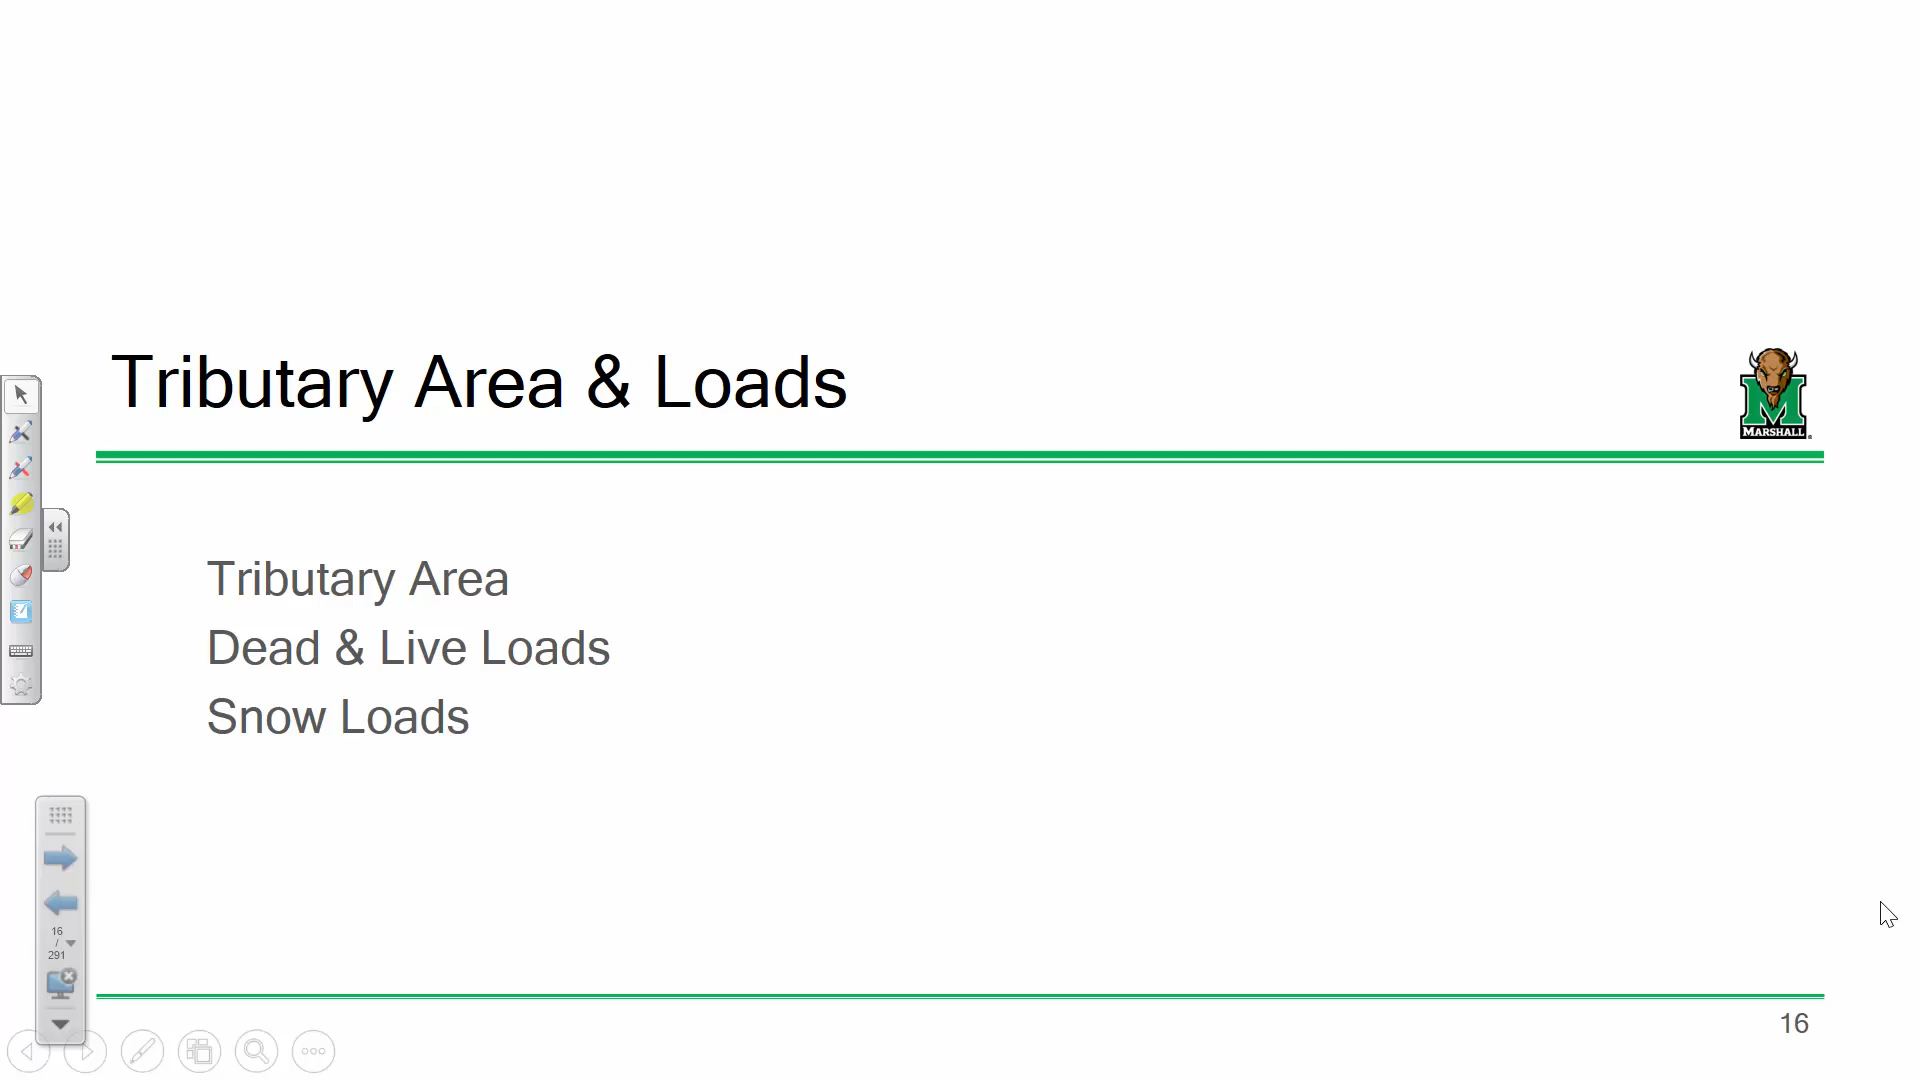 Tributary Area & Loads
MARSHALL
Tributary Area
Dead & Live Loads
Snow Loads
16
/
291
16